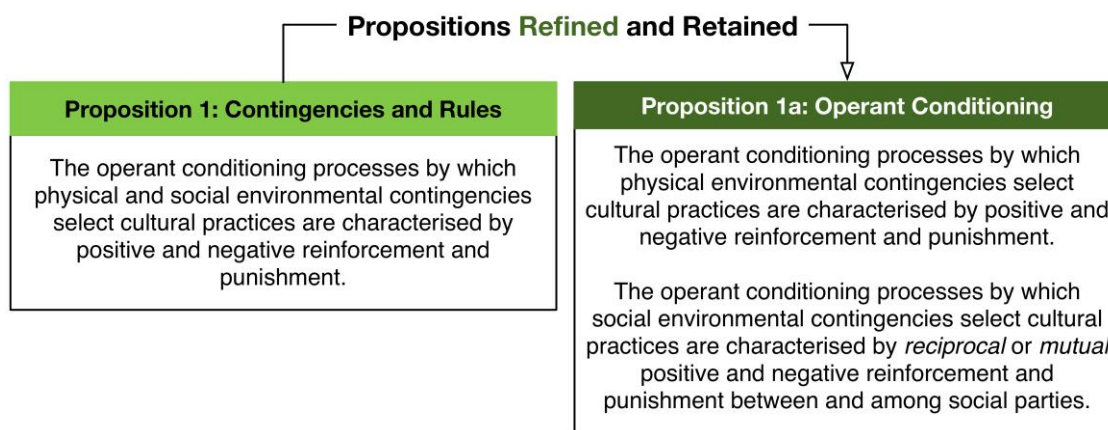 Propositions Refined and Retained
Proposition 1: Contingencies and Rules
The operant conditioning processes by which
physical and social environmental contingencies
select cultural practices are characterised by
positive and negative reinforcement and
punishment.
Proposition 1a: Operant Conditioning
The operant conditioning processes by which
physical environmental contingencies select
cultural practices are characterised by positive and
negative reinforcement and punishment.
The operant conditioning processes by which
social environmental contingencies select cultural
practices are characterised by reciprocal or mutual
positive and negative reinforcement and
punishment between and among social parties.